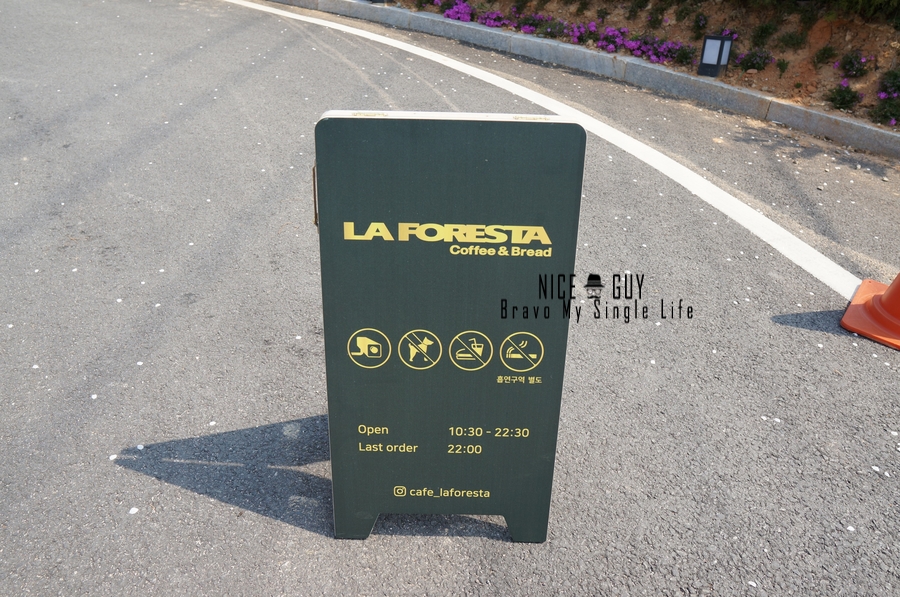 LA FORESTA
Coffee & Bread
NICE GUY
Bravo My Single Life
흡연구역 별도
Open 10:30 - 22:30
Last order 22:00
cafe_laforesta